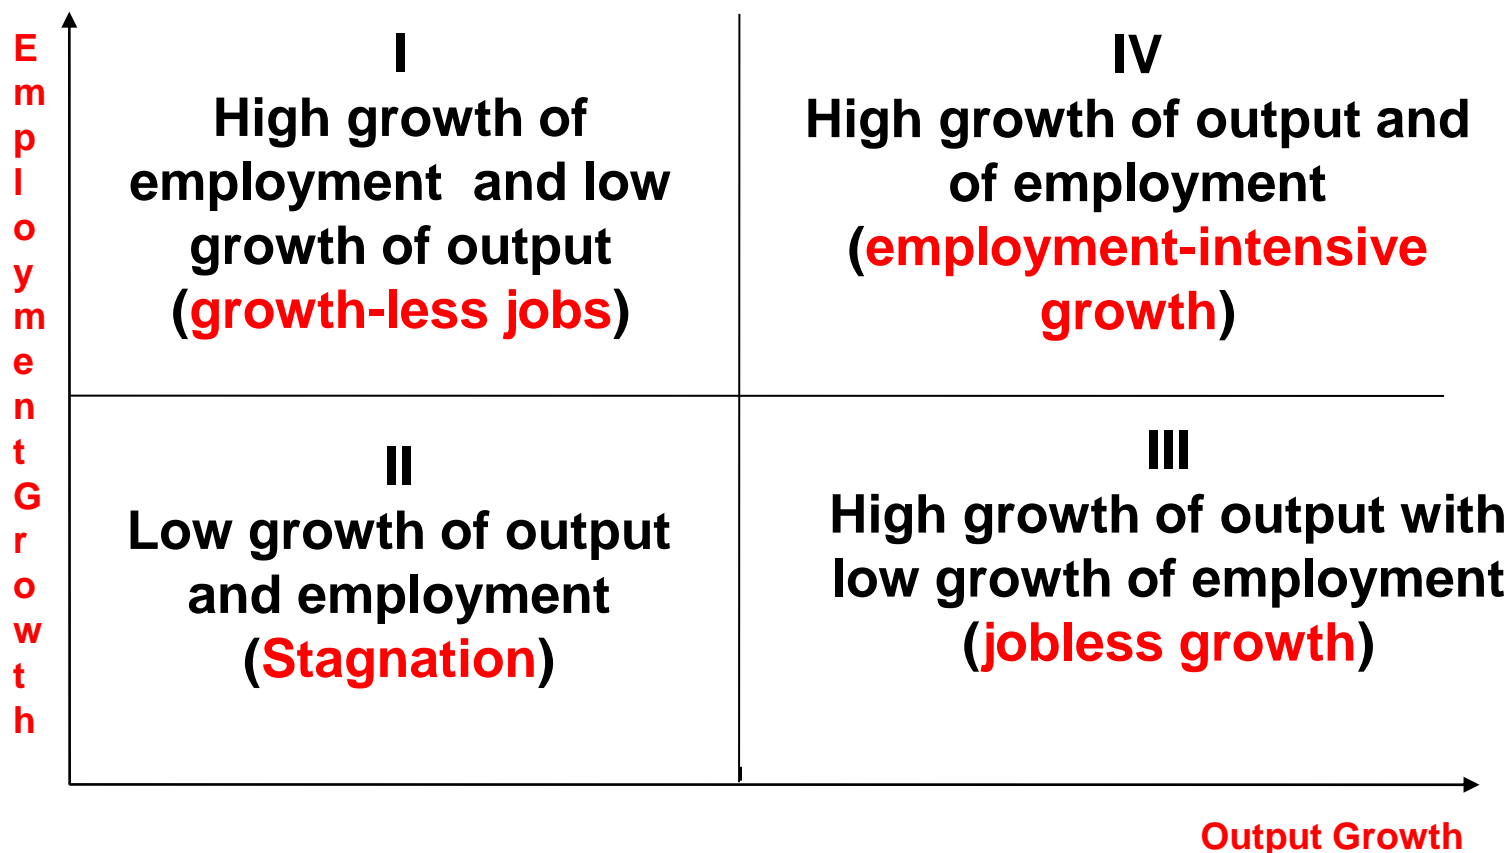 Employment Growth
I
High growth of
employment and low
growth of output
(growth-less jobs)
IV
High growth of output and
of employment
(employment-intensive
growth)
II
Low growth of output
and employment
(Stagnation)
III
High growth of output with
low growth of employment
(jobless growth)
Output Growth